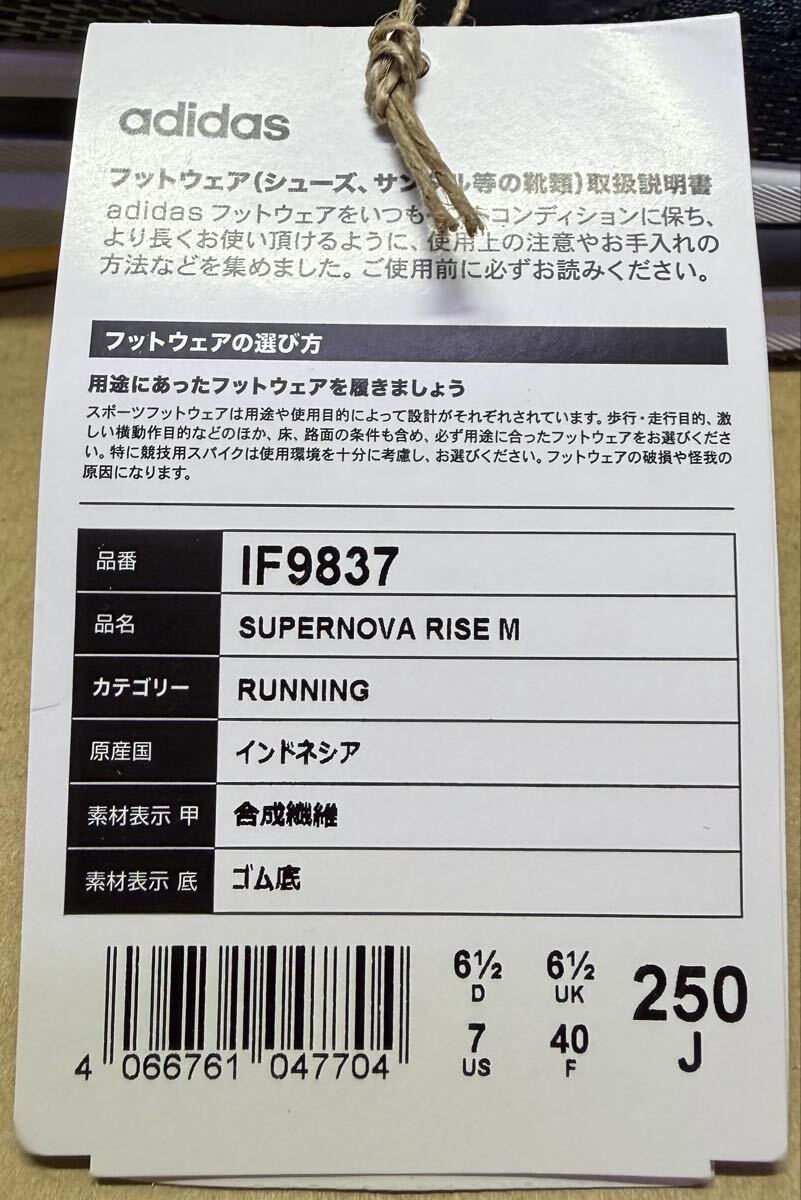 adidas
フットウェア(シューズ、サンダル等の靴類)取扱説明書
adidas フットウェアをいつも コンディションに保ち、
より長くお使い頂けるように、使用上の注意やお手入れの
方法などを集めました。ご使用前に必ずお読みください。
フットウェアの選び方
用途にあったフットウェアを履きましょう
スポーツフットウェアは用途や使用目的によって設計がそれぞれされています。歩行・走行目的、激
しい横動作目的などのほか、床、路面の条件も含め、必ず用途に合ったフットウェアをお選びくださ
い。特に競技用スパイクは使用環境を十分に考慮し、お選びください。フットウェアの破損や怪我の
原因になります。
品番 IF9837
品名 SUPERNOVA RISE M
カテゴリー RUNNING
原産国 インドネシア
素材表示 甲 合成繊維
素材表示 底 ゴム底
6½ 6½ 250
D UK J
7 40
US F
4 066761 047704